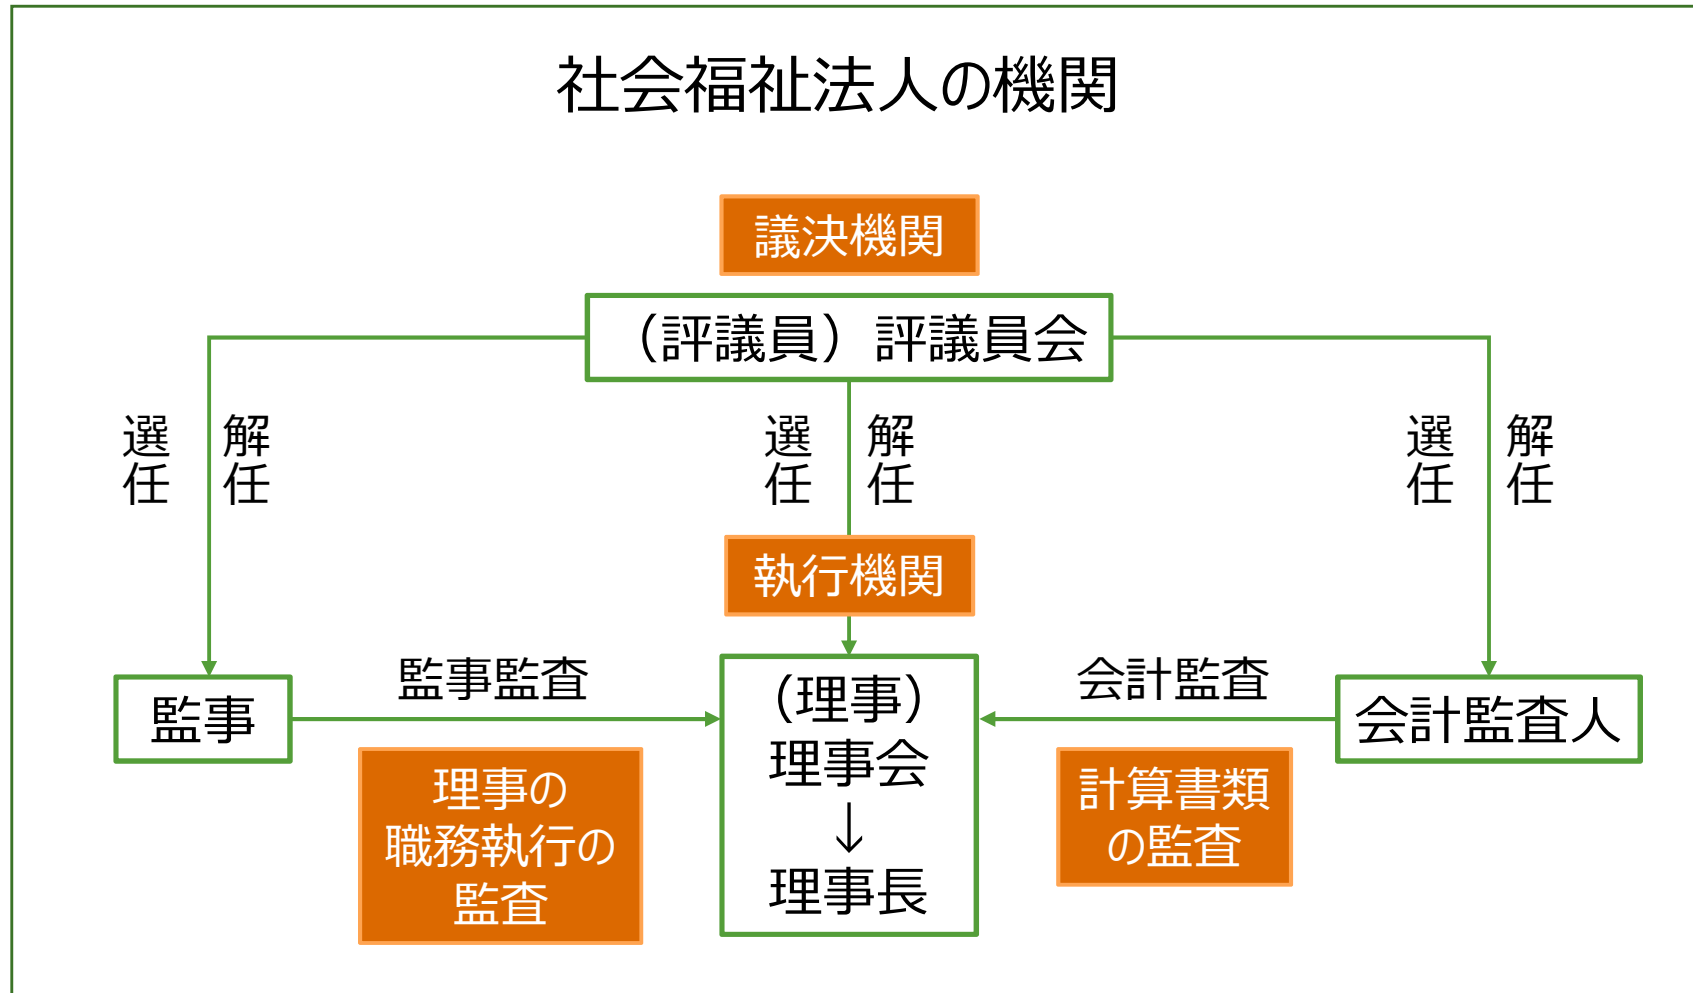 社会福祉法人の機関
議決機関
（評議員）評議員会
選任
解任
選任
解任
選任
解任
執行機関
監事
監事監査
理事の
職務執行の
監査
（理事）
理事会
↓
理事長
会計監査
計算書類
の監査
会計監査人